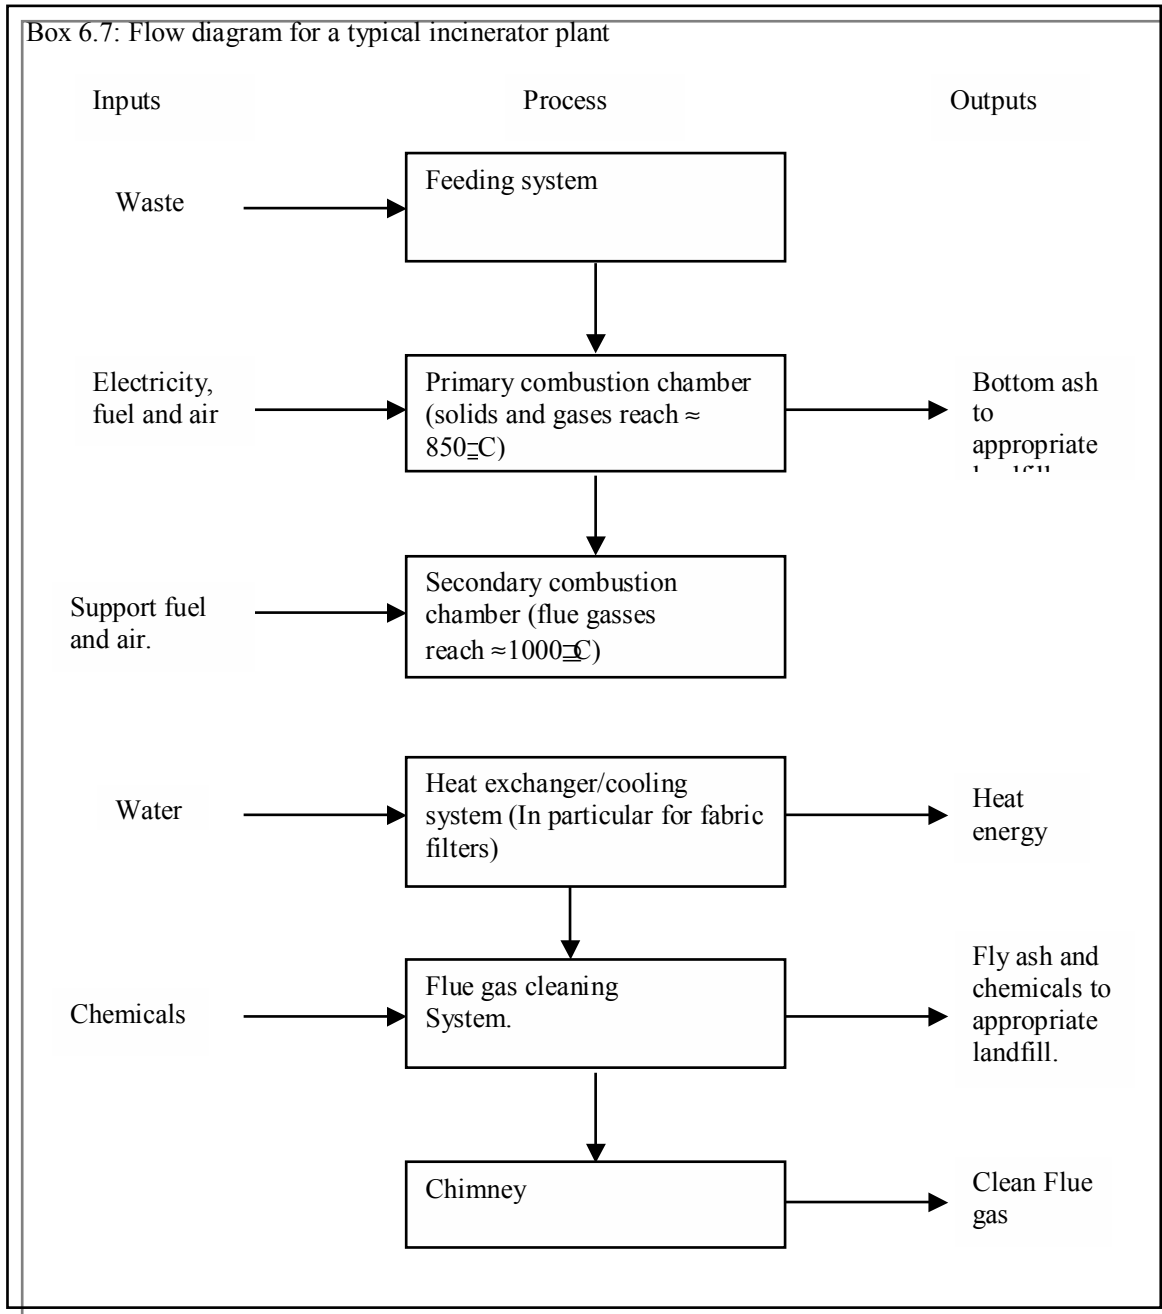 Box 6.7: Flow diagram for a typical incinerator plant
Inputs
Process
Outputs
Waste
Feeding system
Electricity,
fuel and air
Primary combustion chamber
(solids and gases reach ≈
850 C)
Bottom ash
to
appropriate
Support fuel
and air.
Secondary combustion
chamber (flue gasses
reach ≈1000 C)
Water
Heat exchanger/cooling
system (In particular for fabric
filters)
Heat
energy
Chemicals
Flue gas cleaning
System.
Fly ash and
chemicals to
appropriate
landfill.
Chimney
Clean Flue
gas